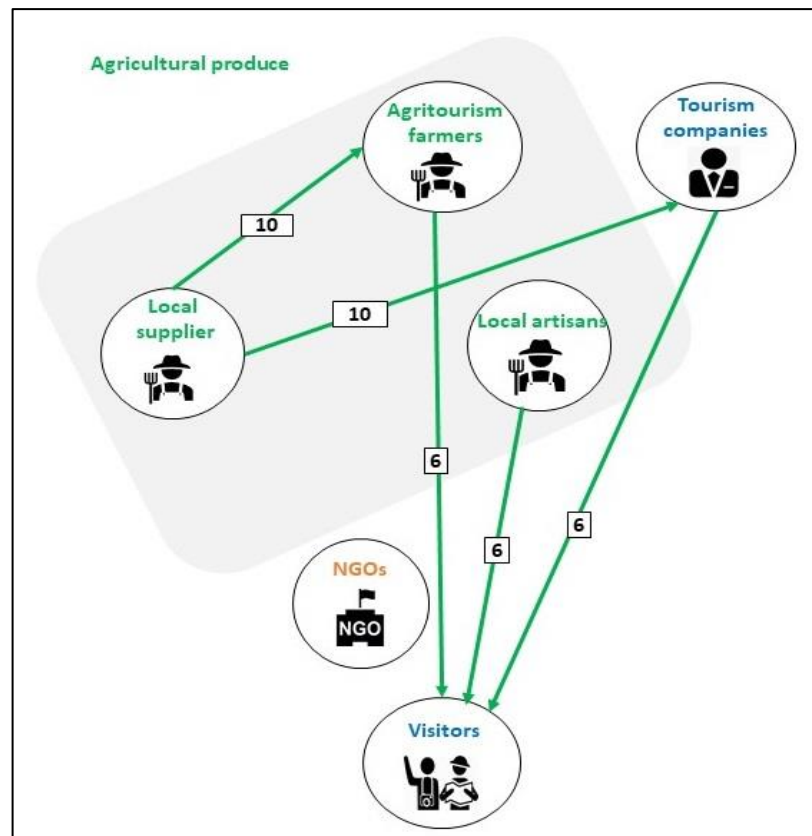 Agricultural produce
Agritourism
farmers
Tourism
companies
10
Local
supplier
10
Local artisans
6
6
6
NGOs
NGO
Visitors